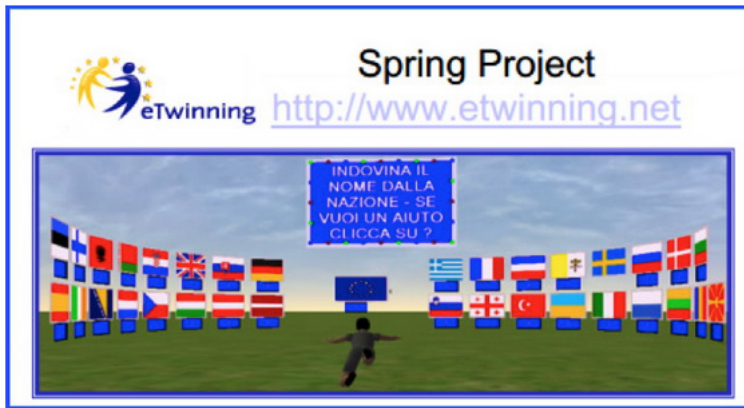 Spring Project
eTwinning
http://www.etwinning.net
INDOVINA IL
NOME DALLA
NAZIONE - SE
VUOI UN AIUTO
CLICCA SU ?